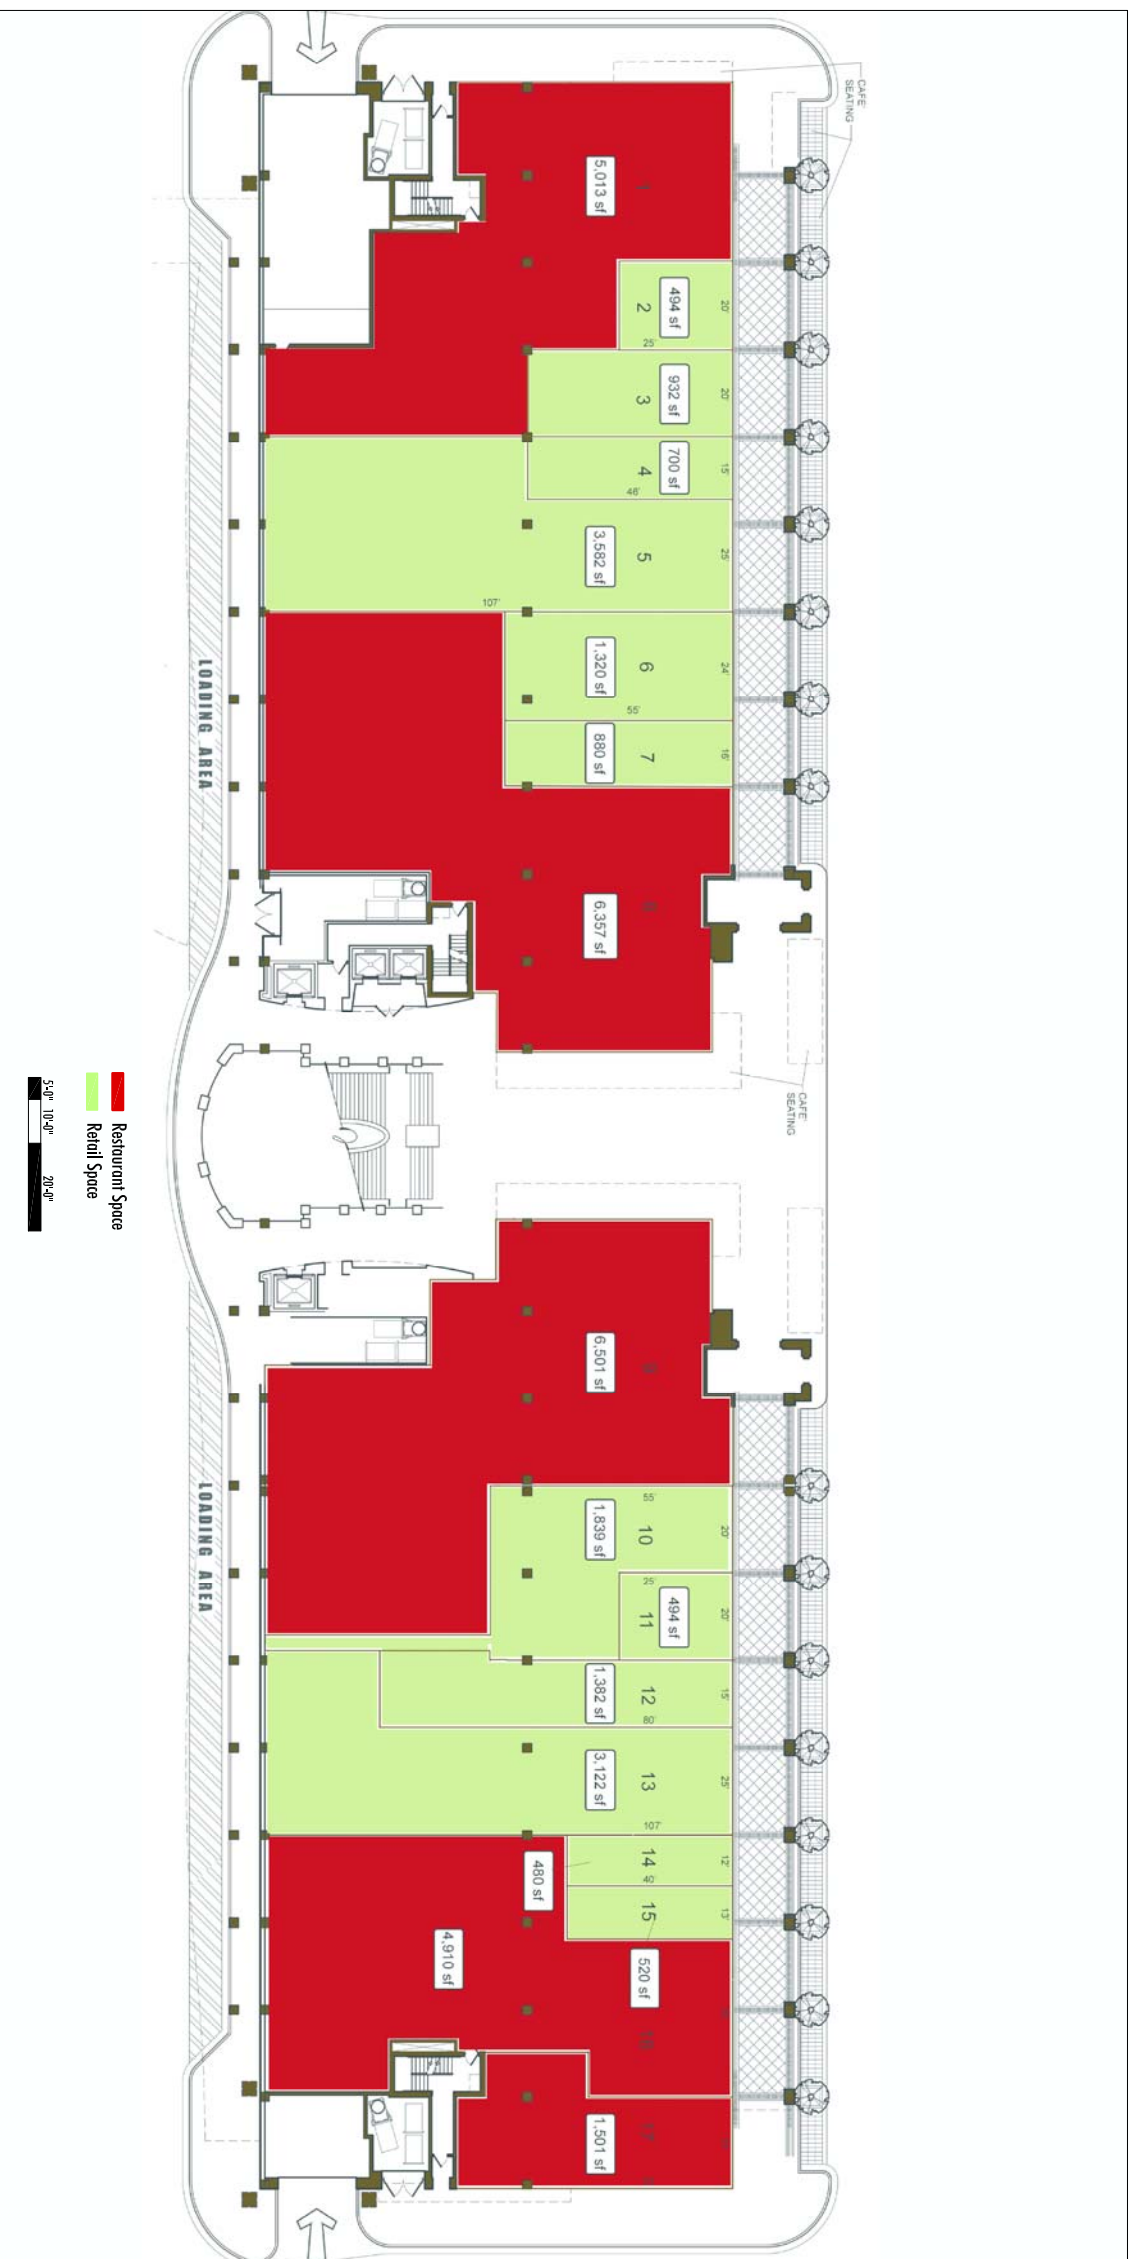 CAFE'
SEATING
1
5,013 sf
20'
494 sf
2
25'
20'
932 sf
3
15'
700 sf
4
46'
25'
5
3,582 sf
107'
24'
6
1,320 sf
55'
16'
7
880 sf
6,357 sf
LOADING AREA
CAFE'
SEATING
Restaurant Space
Retail Space
5'-0" 10'-0" 20'-0"
6,501 sf
55'
20'
10
1,839 sf
25'
20'
494 sf
11
15'
12
1,382 sf
80'
25'
13
3,122 sf
107'
12'
14
40'
480 sf
13'
15
520 sf
16
4,910 sf
17
1,501 sf
LOADING AREA